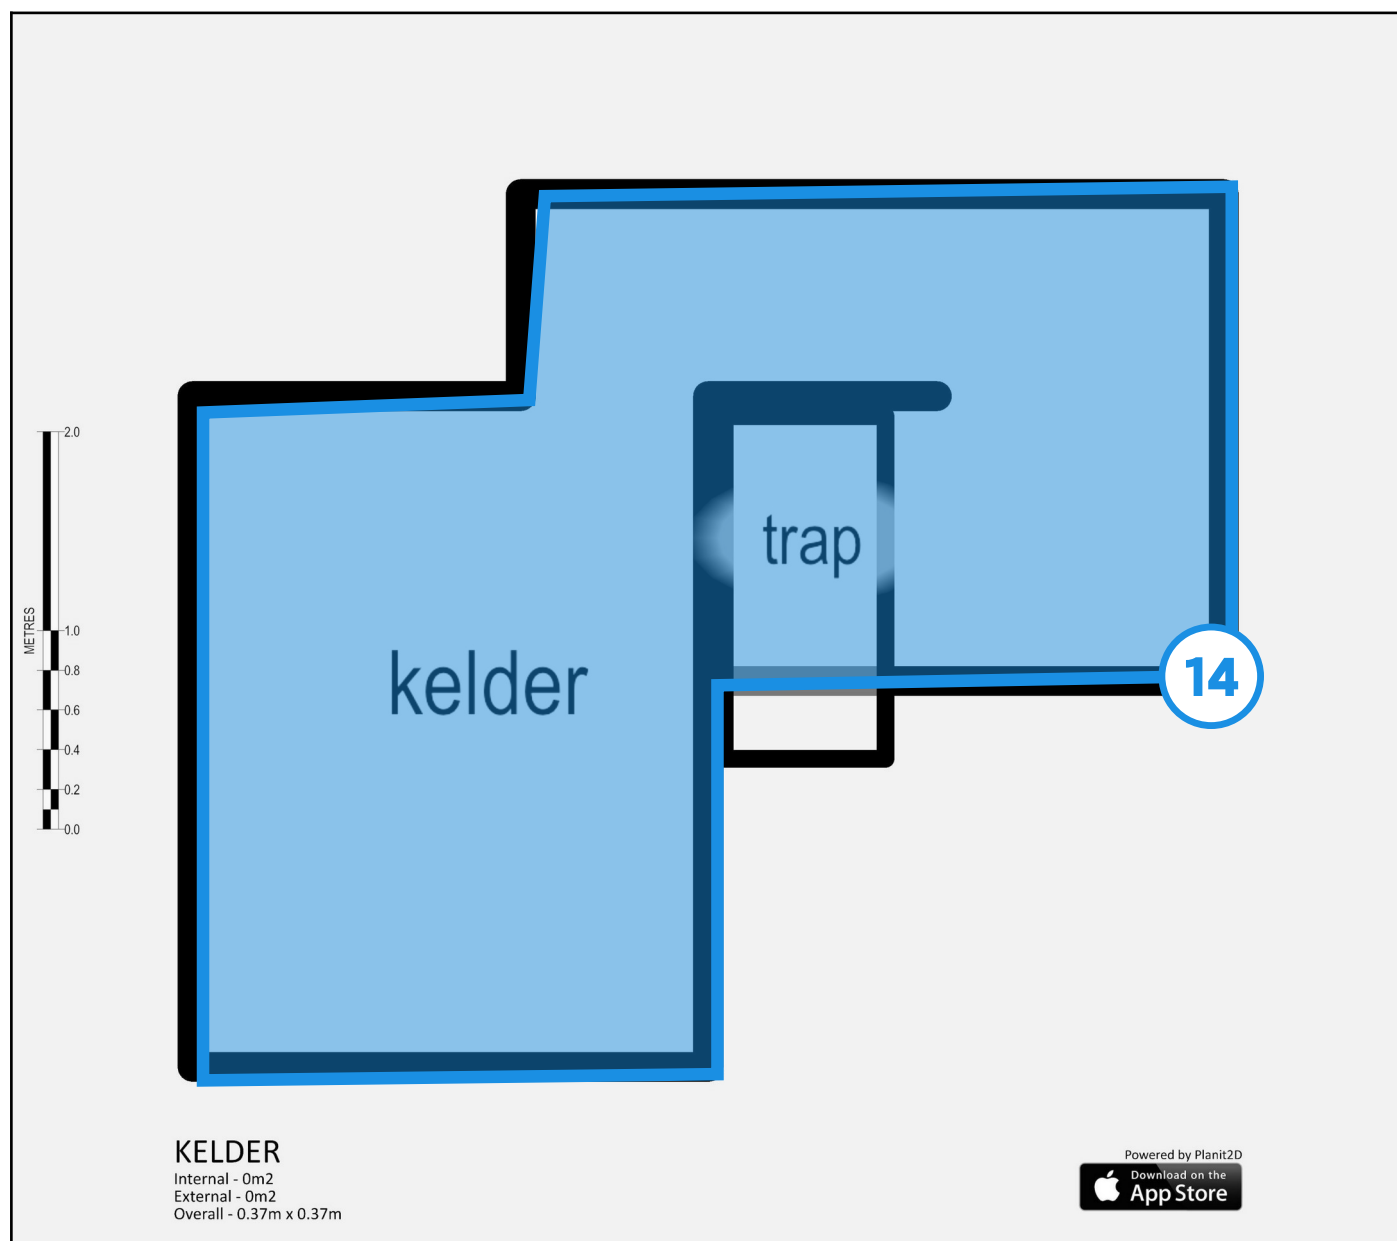 2.0
trap
METRES
1.0
kelder
14
0.8
0.6
0.4
0.2
0.0
KELDER
Internal - 0m2
External - 0m2
Overall - 0.37m x 0.37m
Powered by Planit2D
Download on the
App Store